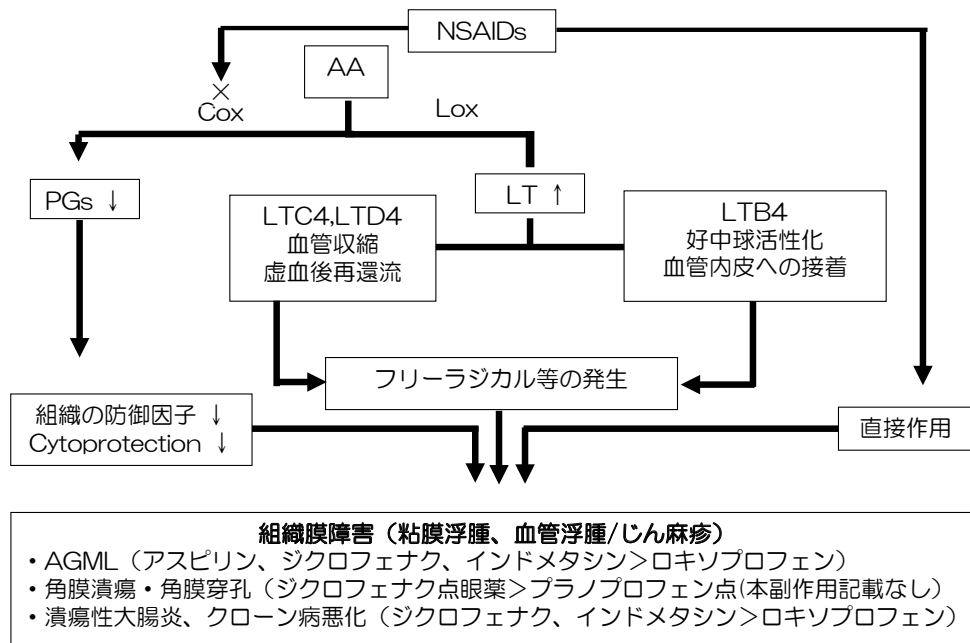 NSAIDs
AA
×
Cox
Lox
PGs ↓
LT ↑
LTC4,LTD4
血管収縮
虚血後再還流
LTB4
好中球活性化
血管内皮への接着
フリーラジカル等の発生
組織の防御因子 ↓
Cytoprotection ↓
直接作用
組織膜障害（粘膜浮腫、血管浮腫/じん麻疹）
・AGML（アスピリン、ジクロフェナク、インドメタシン＞ロキソプロフェン）
・角膜潰瘍・角膜穿孔（ジクロフェナク点眼薬＞プラノプロフェン点(本副作用記載なし）
・潰瘍性大腸炎、クローン病悪化（ジクロフェナク、インドメタシン＞ロキソプロフェン）